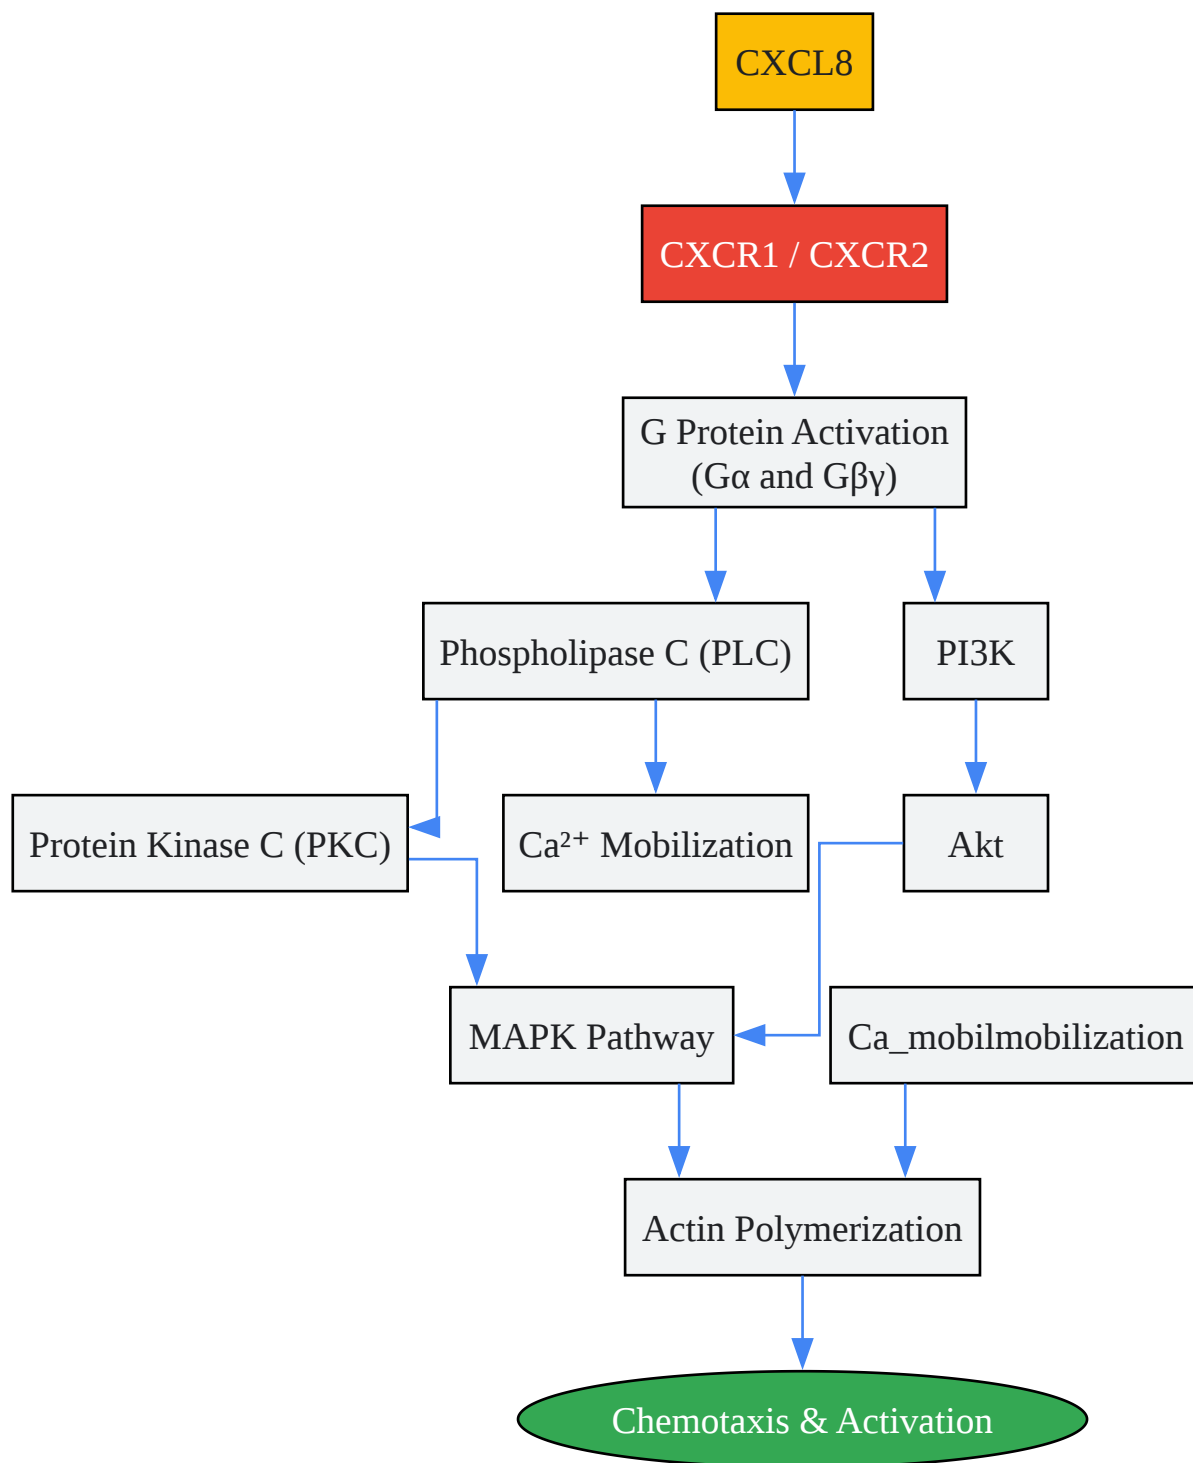 CXCL8
CXCR1 / CXCR2
G Protein Activation
(Gα and Gβγ)
Phospholipase C (PLC)
PI3K
Protein Kinase C (PKC)
Ca²⁺ Mobilization
Akt
MAPK Pathway
Ca_mobilmobilization
Actin Polymerization
Chemotaxis & Activation